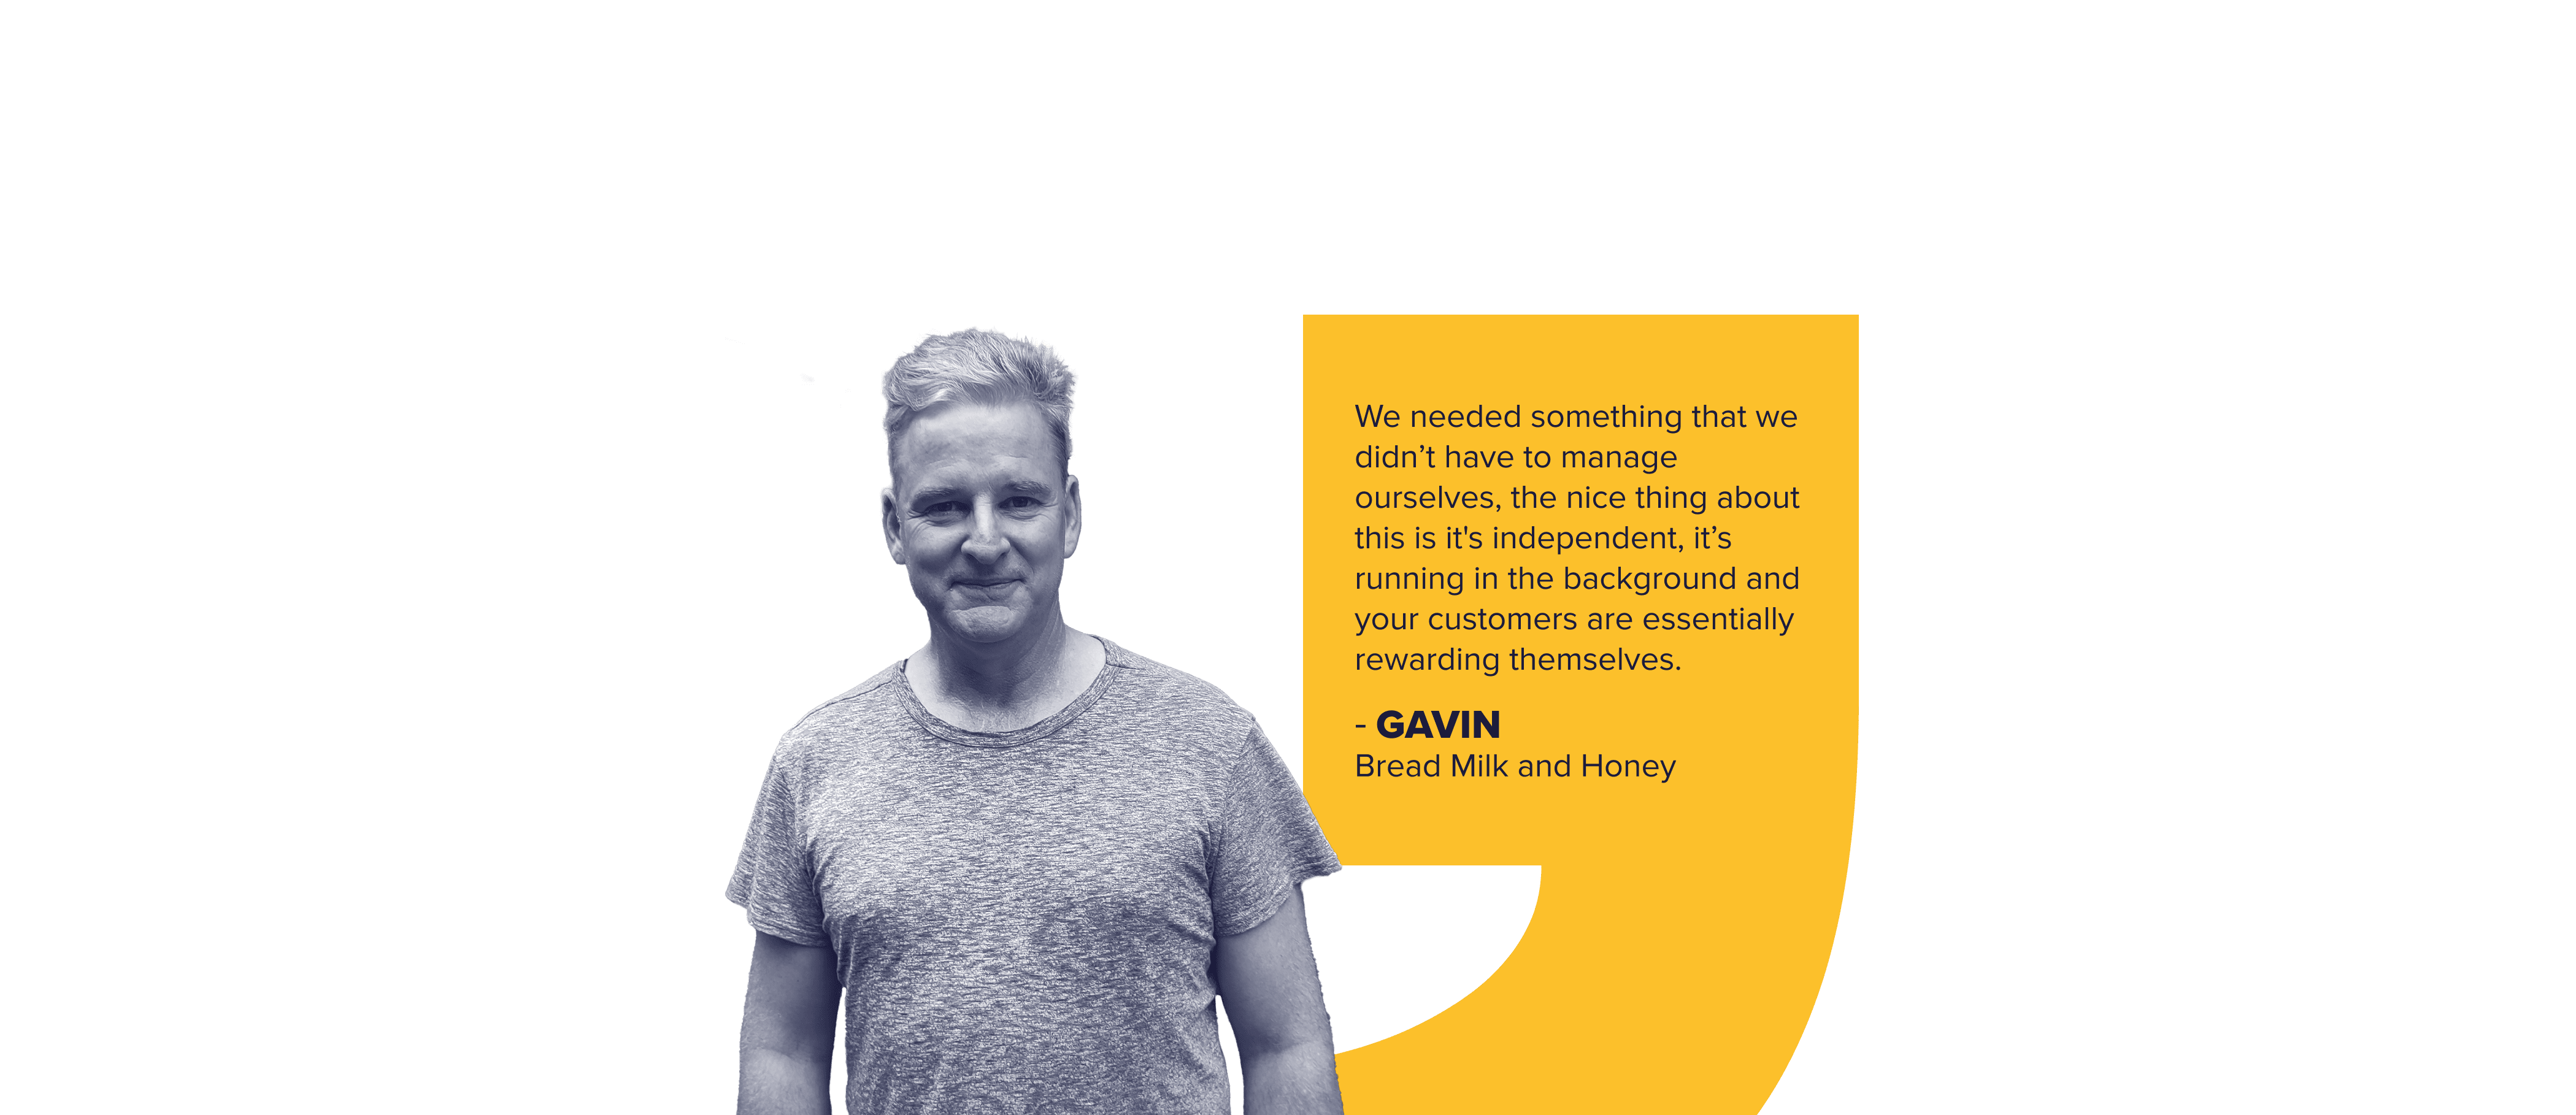 We needed something that we
didn’t have to manage
ourselves, the nice thing about
this is it's independent, it’s
running in the background and
your customers are essentially
rewarding themselves.
- GAVIN
Bread Milk and Honey